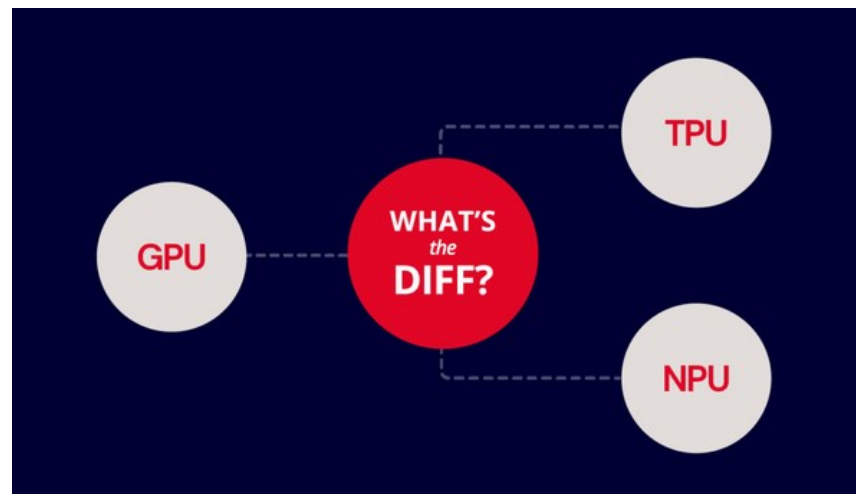 GPU
WHAT'S
the
DIFF?
TPU
NPU